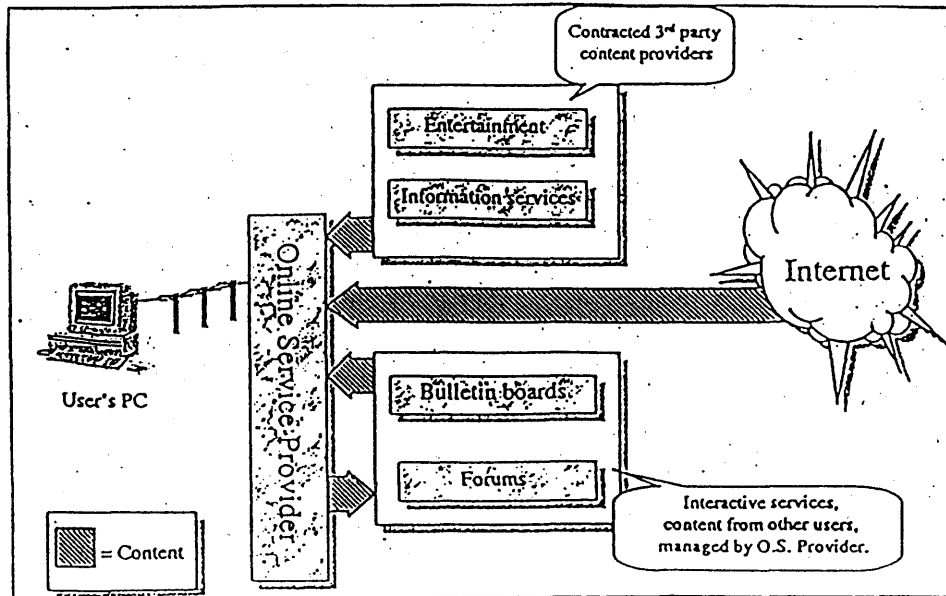 Contracted 3rd party
content providers
Entertainment
Information services
Internet
Online Service Provider
User's PC
Bulletin boards
Forums
Interactive services,
content from other users,
managed by O.S. Provider.
= Content